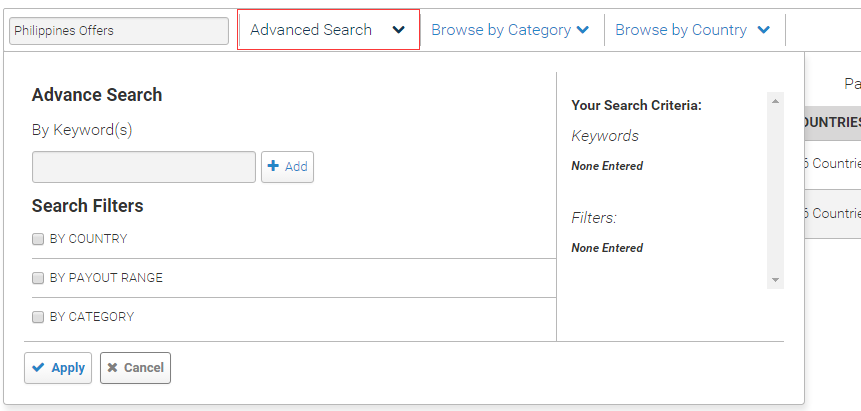 Philippines Offers
Advanced Search
Browse by Category
Browse by Country
Advance Search
By Keyword(s)
Add
Search Filters
BY COUNTRY
BY PAYOUT RANGE
BY CATEGORY
Apply
Cancel
Your Search Criteria:
Keywords
None Entered
Filters:
None Entered
Pa
OUNTRIES
6 Countrie
6 Countrie